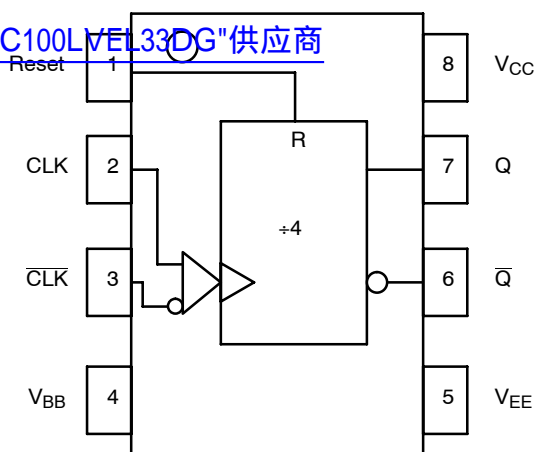 C100LVEL33DG"供应商
Reset 1 8 VCC
R
CLK 2 7 Q
÷4
CLK 3 6 Q
VBB 4 5 VEE